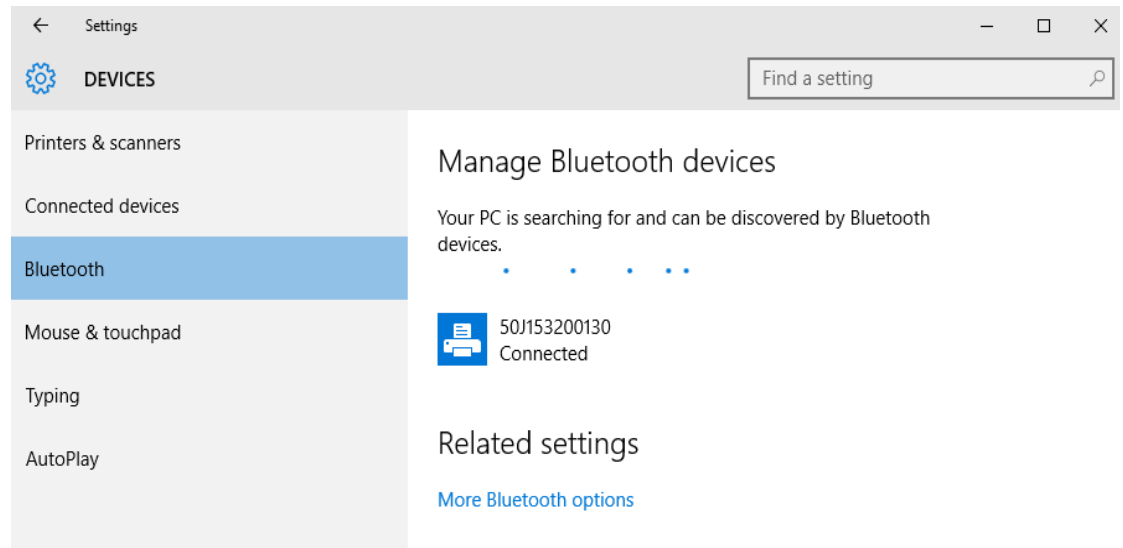 Settings
DEVICES
Find a setting
Printers & scanners
Connected devices
Bluetooth
Mouse & touchpad
Typing
AutoPlay
Manage Bluetooth devices
Your PC is searching for and can be discovered by Bluetooth
devices.
50J153200130
Connected
Related settings
More Bluetooth options